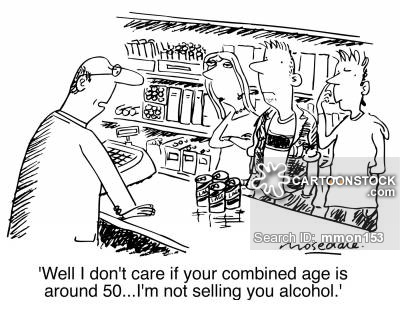 CARTOONSTOCK
.com
Search ID: mmon153
mosedale.
'Well I don't care if your combined age is
around 50...I'm not selling you alcohol.'